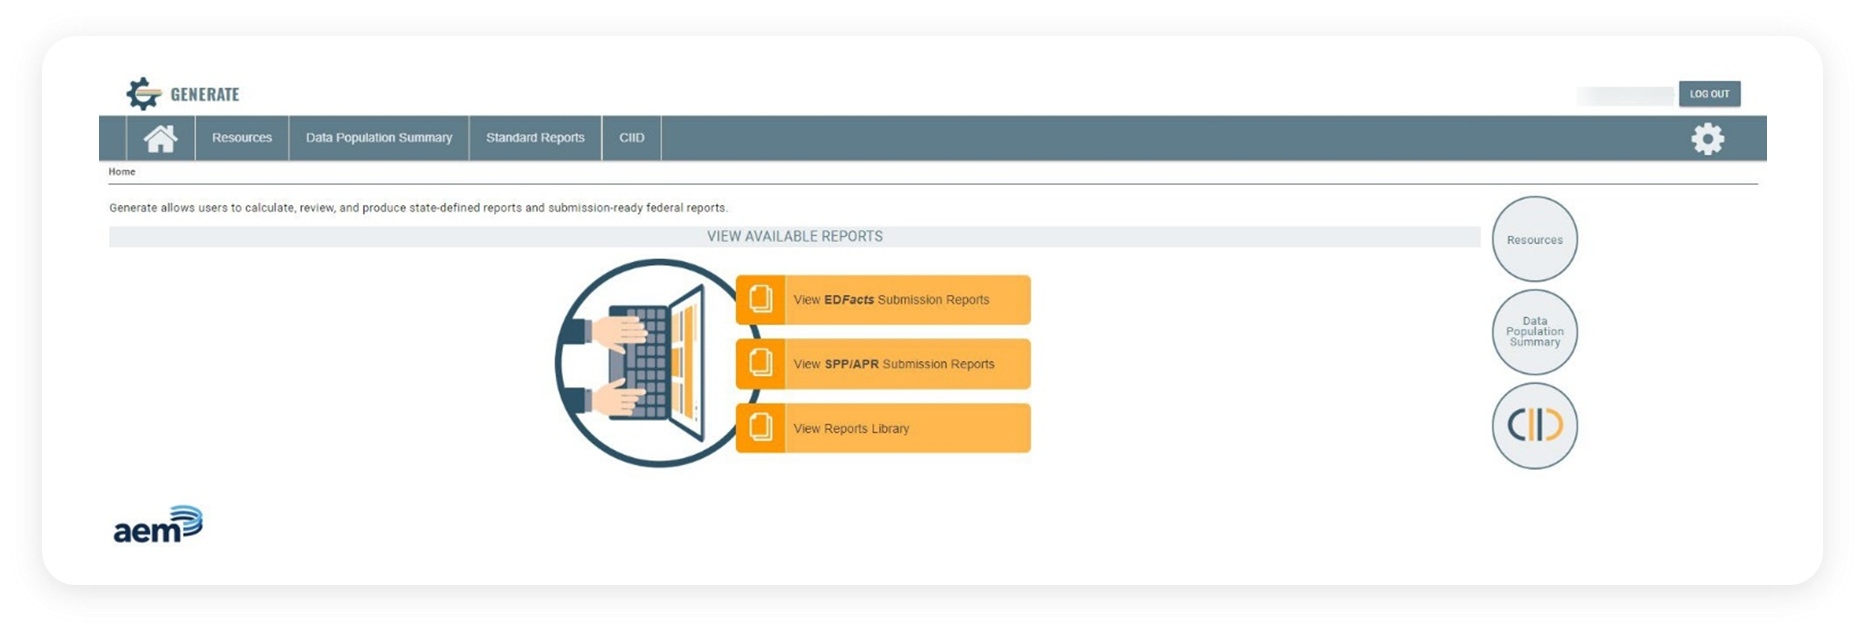 GENERATE
LOG OUT
Resources
Data Population Summary
Standard Reports
CIID
Home
Generate allows users to calculate, review, and produce state-defined reports and submission-ready federal reports.
VIEW AVAILABLE REPORTS
View EDFacts Submission Reports
View SPP/APR Submission Reports
View Reports Library
Resources
Data
Population
Summary
CIID
aem